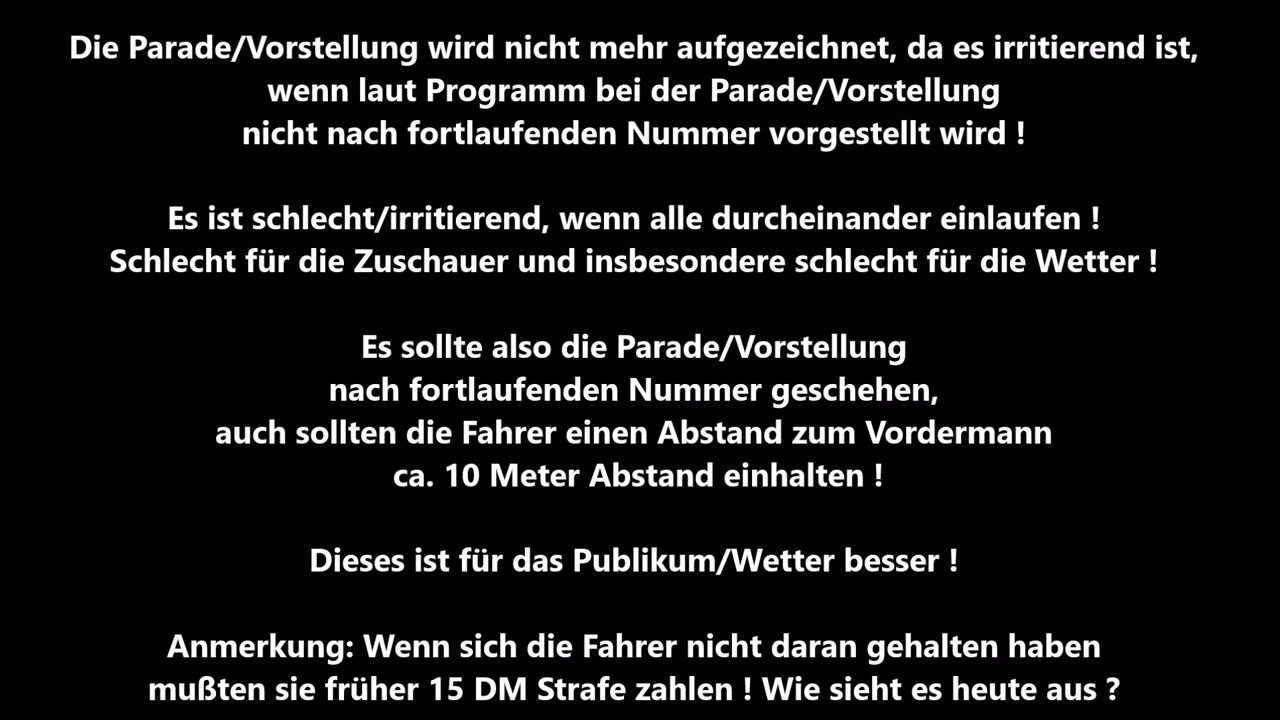 Die Parade/Vorstellung wird nicht mehr aufgezeichnet, da es irritierend ist,
wenn laut Programm bei der Parade/Vorstellung
nicht nach fortlaufenden Nummer vorgestellt wird !
Es ist schlecht/irritierend, wenn alle durcheinander einlaufen !
Schlecht für die Zuschauer und insbesondere schlecht für die Wetter !
Es sollte also die Parade/Vorstellung
nach fortlaufenden Nummer geschehen,
auch sollten die Fahrer einen Abstand zum Vordermann
ca. 10 Meter Abstand einhalten !
Dieses ist für das Publikum/Wetter besser !
Anmerkung: Wenn sich die Fahrer nicht daran gehalten haben
mußten sie früher 15 DM Strafe zahlen ! Wie sieht es heute aus ?